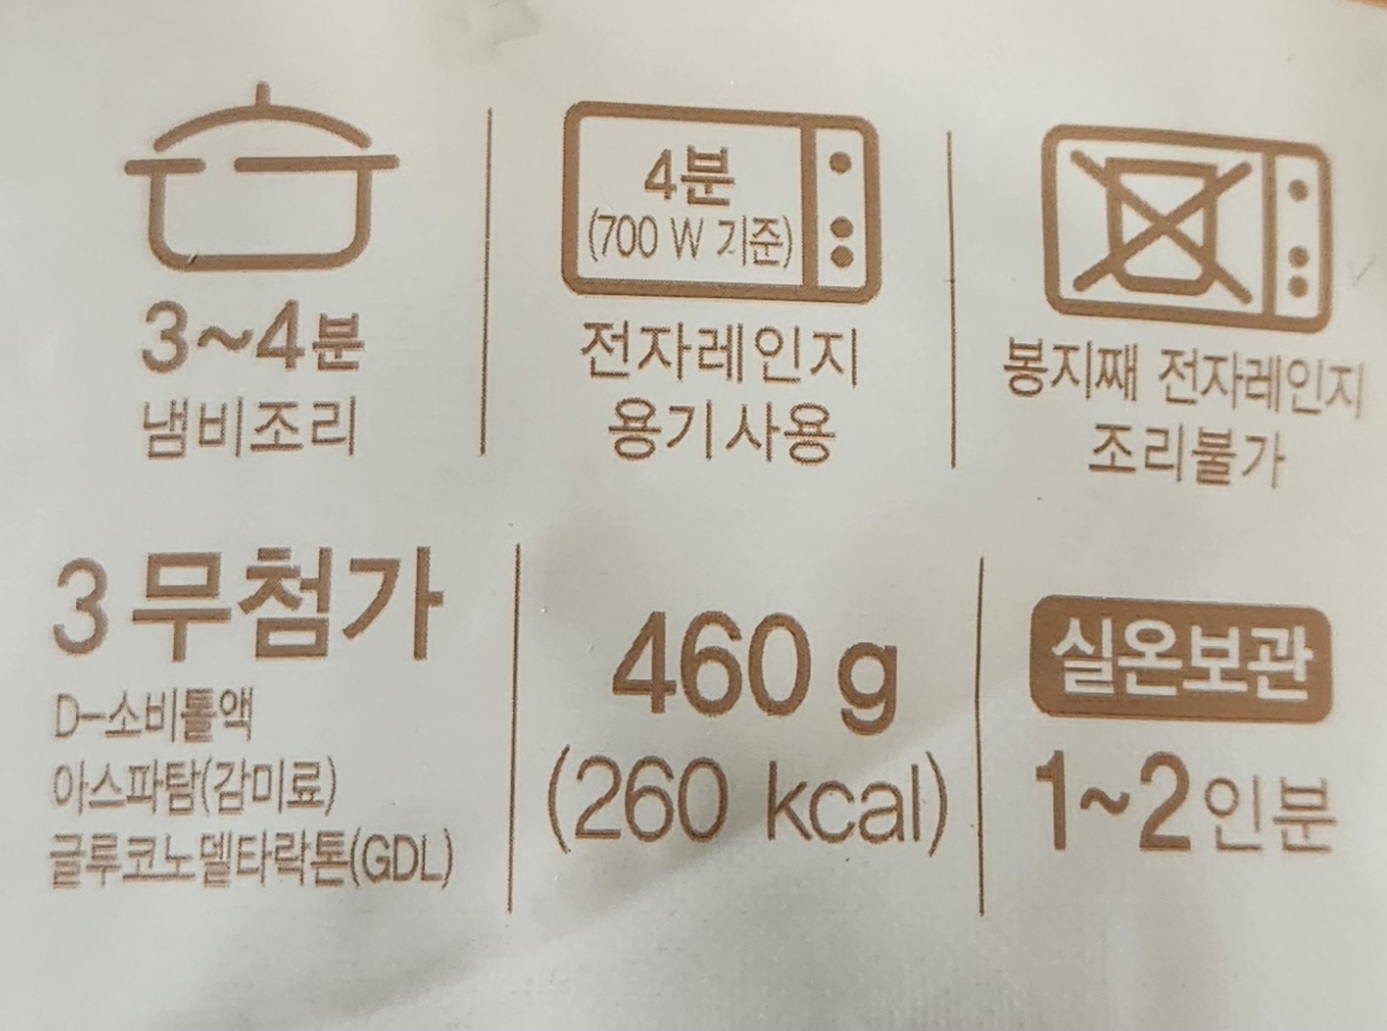 3~4분
냄비조리
4분
(700 W 기준)
전자레인지
용기사용
봉지째 전자레인지
조리불가
3무첨가
D-소비톨액
아스파탐(감미료)
글루코노델타락톤(GDL)
460 g
(260 kcal)
실온보관
1~2인분